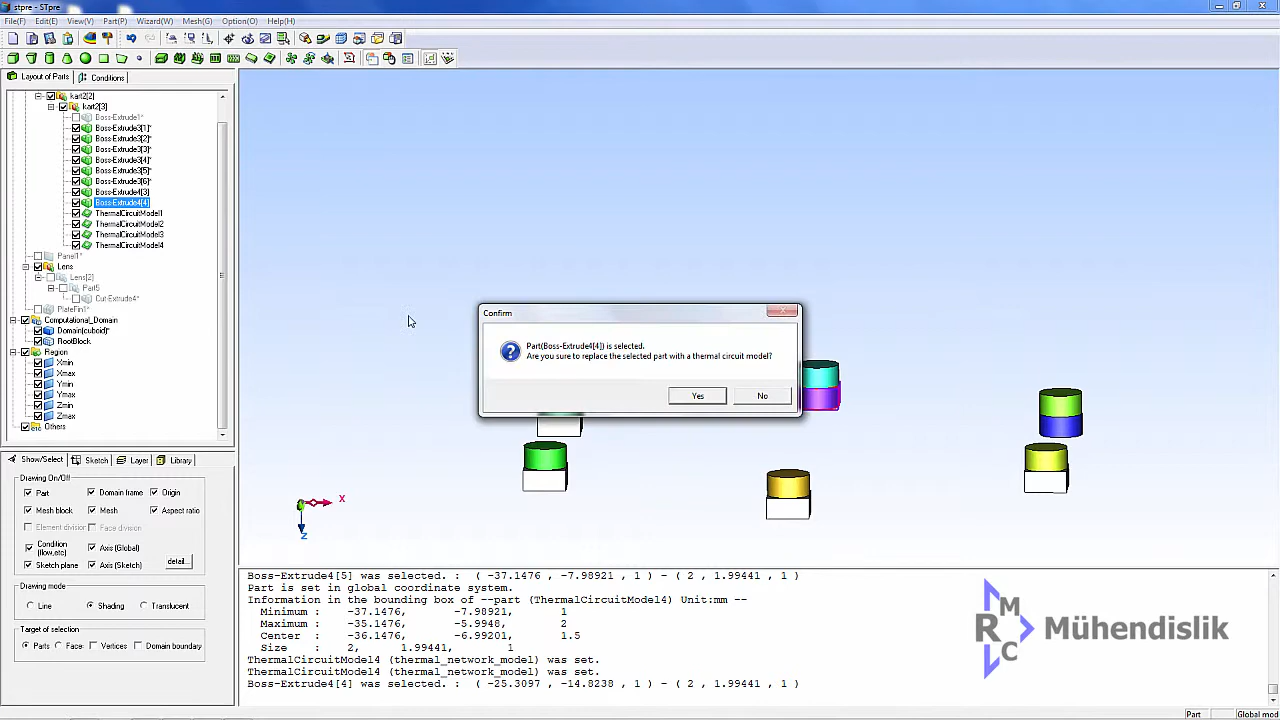 stpre - STpre
File(F) Edit(E) View(V) Part(P) Wizard(W) Mesh(G) Option(O) Help(H)
Layout of Parts Conditions
kart2[2]
kart2[3]
Boss-Extrude1*
Boss-Extrude3[1]*
Boss-Extrude3[2]*
Boss-Extrude3[3]*
Boss-Extrude3[4]*
Boss-Extrude3[5]*
Boss-Extrude3[6]*
Boss-Extrude4[3]
Boss-Extrude4[4]
ThermalCircuitModel1
ThermalCircuitModel2
ThermalCircuitModel3
ThermalCircuitModel4
Panel1*
Lens
Lens[2]
Part5
Cut-Extrude4*
PlateFin1*
Computational_Domain
Domain(cuboid)*
RootBlock
Region
Xmin
Xmax
Ymin
Ymax
Zmin
Zmax
Others
Show/Select Sketch Layer Library
Drawing On/Off
Part Domain frame Origin
Mesh block Mesh Aspect ratio
Element division Face division
Condition (flow,etc) Axis (Global)
Sketch plane Axis (Sketch) detail...
Drawing mode
Line Shading Translucent
Target of selection
Parts Face Vertices Domain boundary
Confirm
Part(Boss-Extrude4[4]) is selected.
Are you sure to replace the selected part with a thermal circuit model?
Yes No
X
Z
Boss-Extrude4[5] was selected. : ( -37.1476 , -7.98921 , 1 ) - ( 2 , 1.99441 , 1 )
Part is set in global coordinate system.
Information in the bounding box of --part (ThermalCircuitModel4) Unit:mm --
Minimum : -37.1476, -7.98921, 1
Maximum : -35.1476, -5.9948, 2
Center : -36.1476, -6.99201, 1.5
Size : 2, 1.99441, 1
ThermalCircuitModel4 (thermal_network_model) was set.
ThermalCircuitModel4 (thermal_network_model) was set.
Boss-Extrude4[4] was selected. : ( -25.3097 , -14.8238 , 1 ) - ( 2 , 1.99441 , 1 )
M
R
C
Mühendislik
Part Global mod